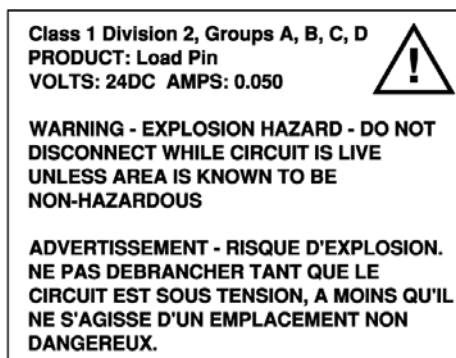 Class 1 Division 2, Groups A, B, C, D
PRODUCT: Load Pin
VOLTS: 24DC AMPS: 0.050
WARNING - EXPLOSION HAZARD - DO NOT
DISCONNECT WHILE CIRCUIT IS LIVE
UNLESS AREA IS KNOWN TO BE
NON-HAZARDOUS
ADVERTISSEMENT - RISQUE D'EXPLOSION.
NE PAS DEBRANCHER TANT QUE LE
CIRCUIT EST SOUS TENSION, A MOINS QU'IL
NE S'AGISSE D'UN EMPLACEMENT NON
DANGEREUX.